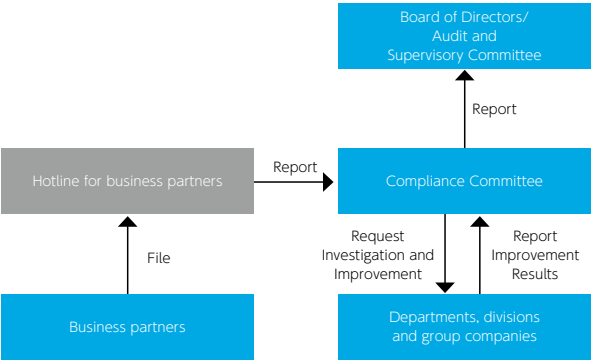 Board of Directors/
Audit and
Supervisory Committee
Report
Hotline for business partners
Report
Compliance Committee
File
Request
Investigation and
Improvement
Report
Improvement
Results
Business partners
Departments, divisions
and group companies